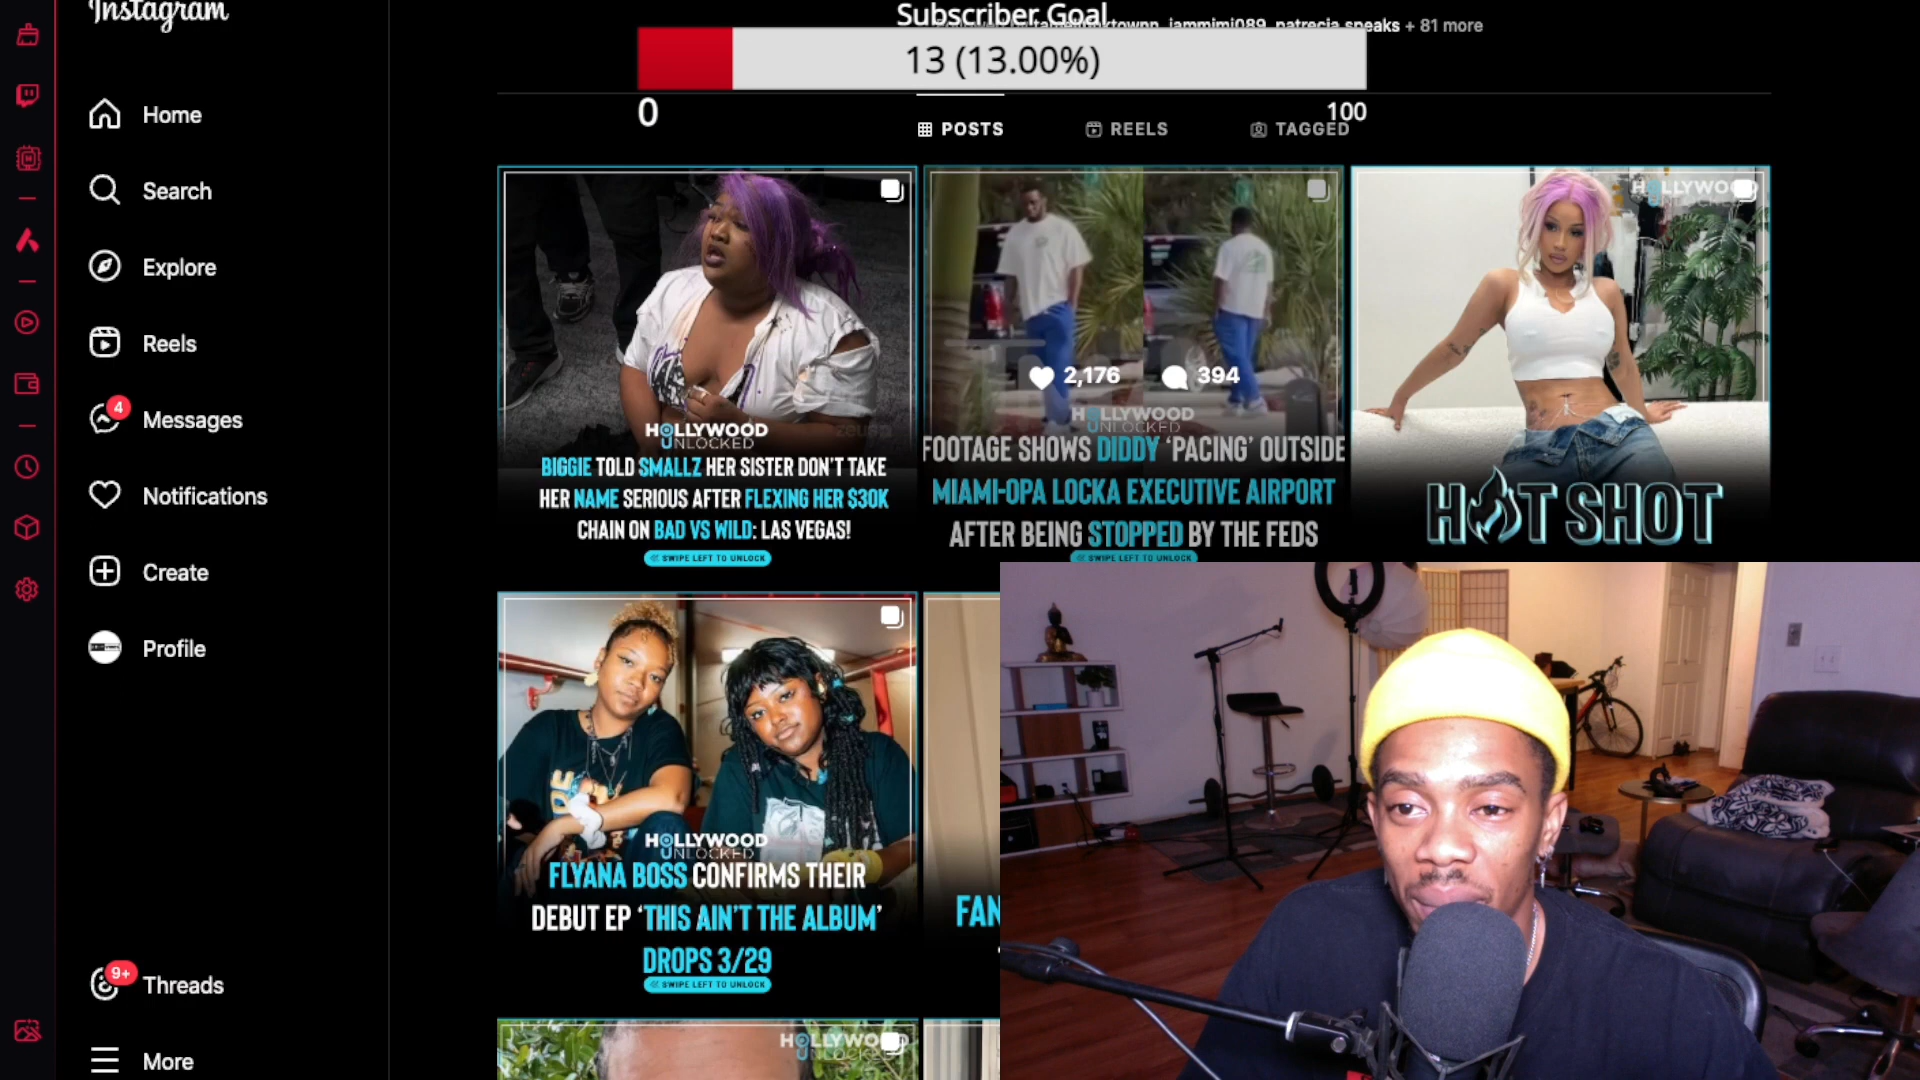 Instagram
Subscriber Goal
jammimi089, patrecia.speaks + 81 more
13 (13.00%)
0
100
POSTS
REELS
TAGGED
Home
Search
Explore
Reels
4
Messages
Notifications
Create
Profile
9+
Threads
More
HOLLYWOOD
UNLOCKED
BIGGIE TOLD SMALLZ HER SISTER DON'T TAKE
HER NAME SERIOUS AFTER FLEXING HER $30K
CHAIN ON BAD VS WILD: LAS VEGAS!
SWIPE LEFT TO UNLOCK
2,176
394
HOLLYWOOD
UNLOCKED
FOOTAGE SHOWS DIDDY 'PACING' OUTSIDE
MIAMI-OPA LOCKA EXECUTIVE AIRPORT
AFTER BEING STOPPED BY THE FEDS
SWIPE LEFT TO UNLOCK
HOT SHOT
HOLLYWOOD
UNLOCKED
FLYANA BOSS CONFIRMS THEIR
DEBUT EP 'THIS AIN'T THE ALBUM'
DROPS 3/29
SWIPE LEFT TO UNLOCK
FAN
UNLOCKED